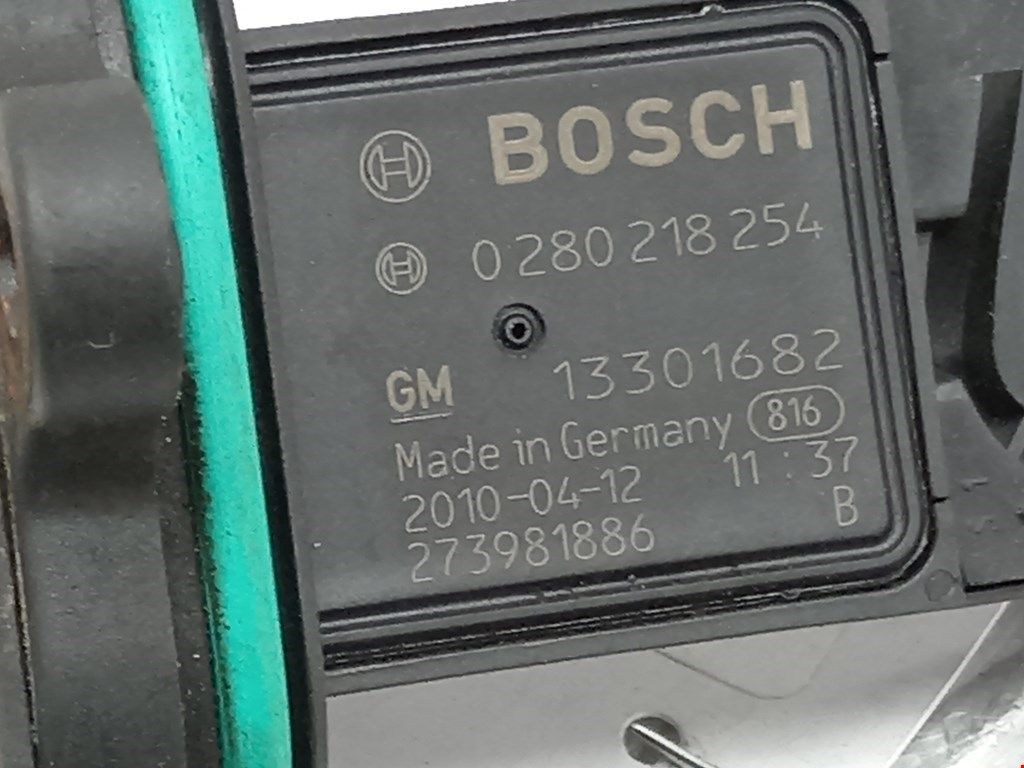 BOSCH
0 280 218 254
GM 13301682
Made in Germany 816
2010-04-12 11 : 37
273981886 B